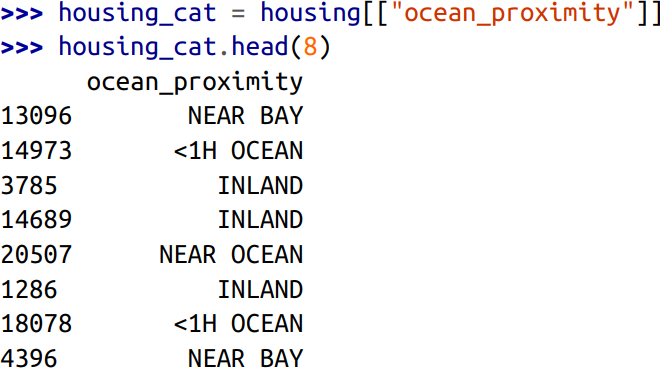 >>> housing_cat = housing[["ocean_proximity"]]
>>> housing_cat.head(8)
      ocean_proximity
13096        NEAR BAY
14973       <1H OCEAN
3785           INLAND
14689          INLAND
20507      NEAR OCEAN
1286           INLAND
18078       <1H OCEAN
4396         NEAR BAY